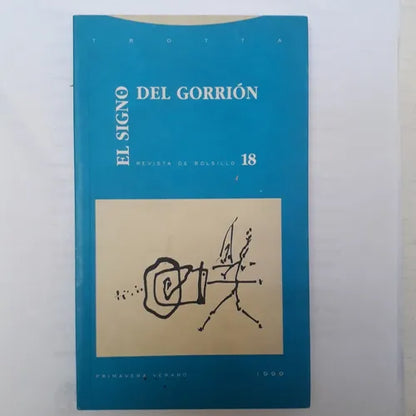 TROTTA
EL SIGNO
DEL GORRIÓN
REVISTA DE BOLSILLO 18
PRIMAVERA VERANO
1999